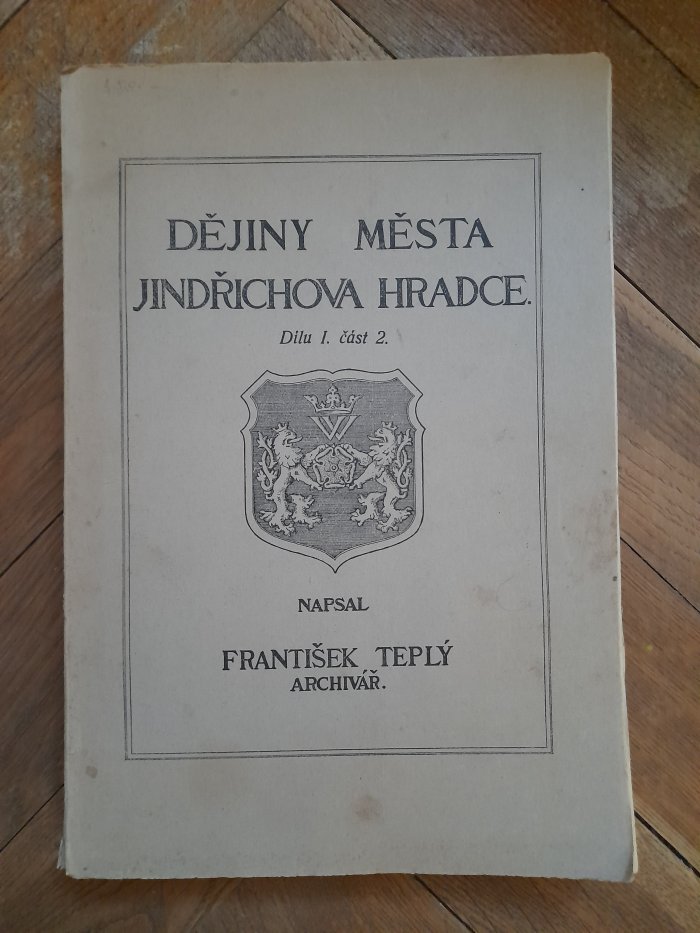 DĚJINY MĚSTA
JINDŘICHOVA HRADCE.
Dílu I. část 2.
W
NAPSAL
FRANTIŠEK TEPLÝ
ARCHIVÁŘ.